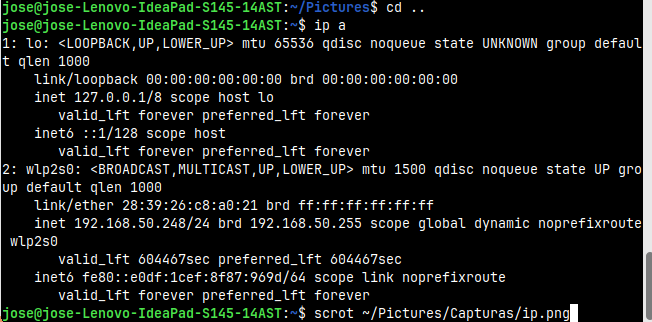 jose@jose-Lenovo-IdeaPad-S145-14AST:~/Pictures$ cd ..
jose@jose-Lenovo-IdeaPad-S145-14AST:~$ ip a
1: lo: <LOOPBACK,UP,LOWER_UP> mtu 65536 qdisc noqueue state UNKNOWN group defaul
t qlen 1000
    link/loopback 00:00:00:00:00:00 brd 00:00:00:00:00:00
    inet 127.0.0.1/8 scope host lo
       valid_lft forever preferred_lft forever
    inet6 ::1/128 scope host
       valid_lft forever preferred_lft forever
2: wlp2s0: <BROADCAST,MULTICAST,UP,LOWER_UP> mtu 1500 qdisc noqueue state UP gro
up default qlen 1000
    link/ether 28:39:26:c8:a0:21 brd ff:ff:ff:ff:ff:ff
    inet 192.168.50.248/24 brd 192.168.50.255 scope global dynamic noprefixroute
 wlp2s0
       valid_lft 604467sec preferred_lft 604467sec
    inet6 fe80::e0df:1cef:8f87:969d/64 scope link noprefixroute
       valid_lft forever preferred_lft forever
jose@jose-Lenovo-IdeaPad-S145-14AST:~$ scrot ~/Pictures/Capturas/ip.png